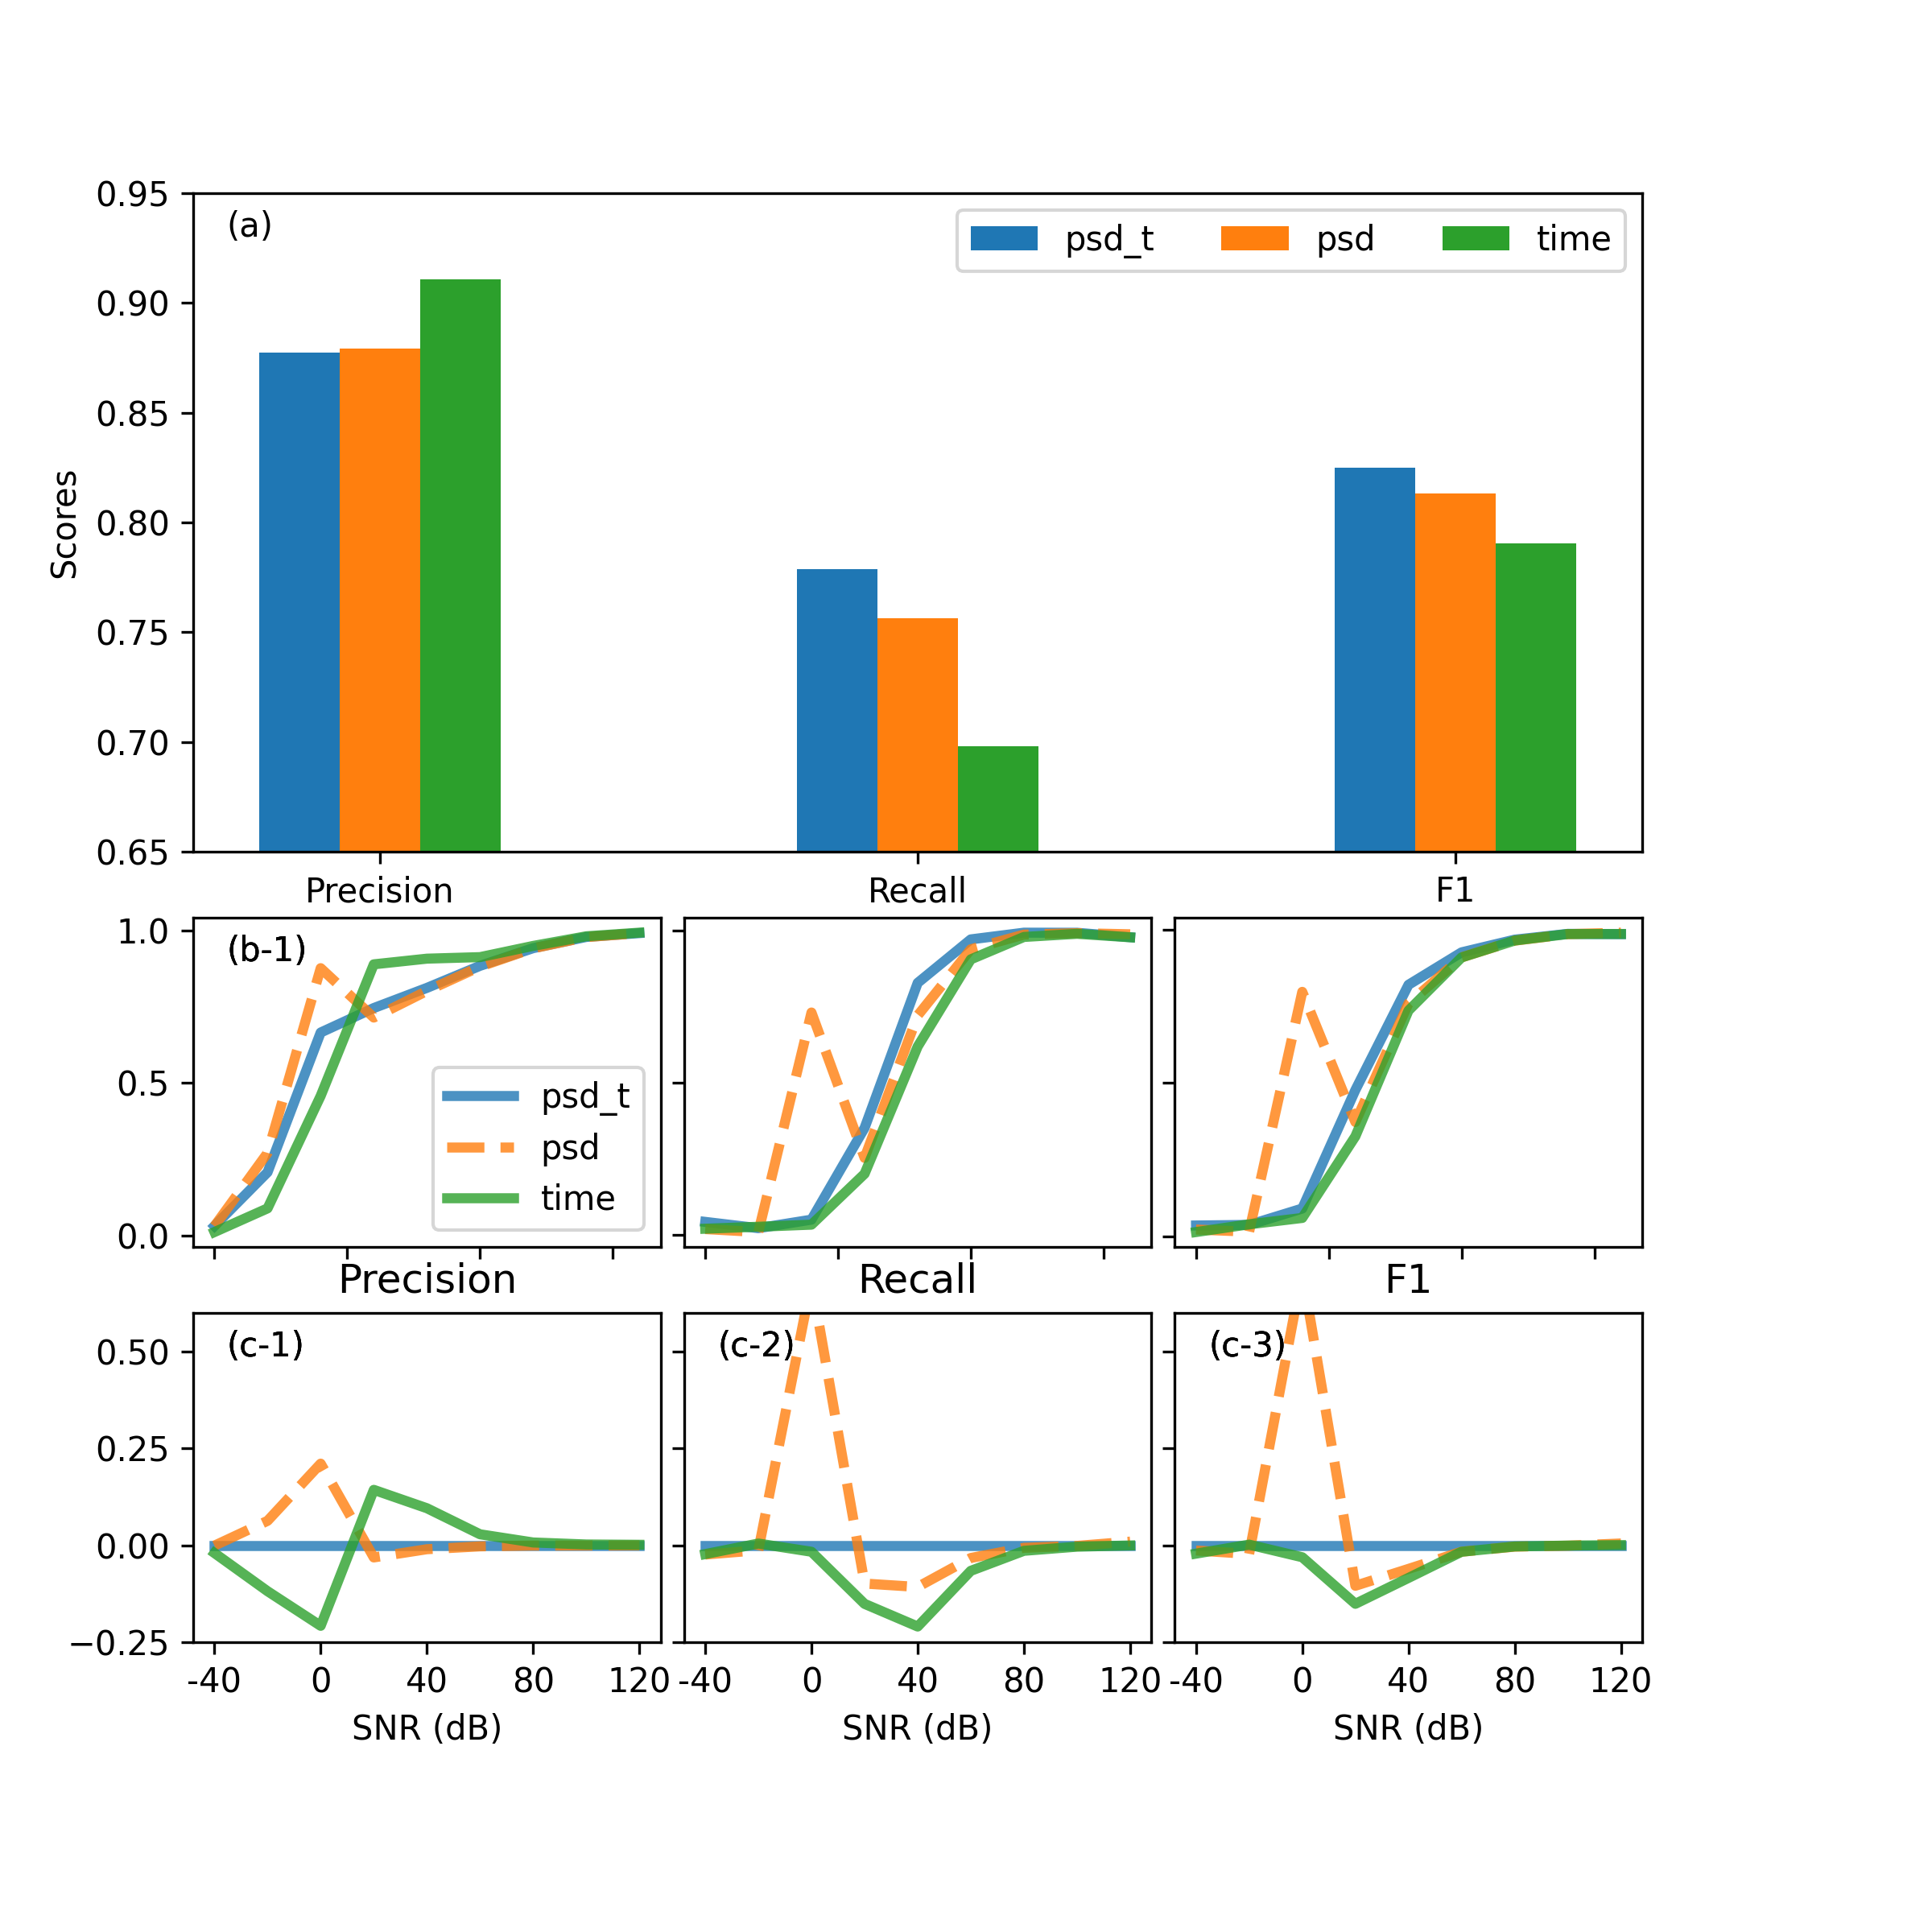 0.95
0.90
0.85
0.80
0.75
0.70
0.65
Scores
(a)
psd_t psd time
Precision Recall F1
1.0
0.5
0.0
(b-1)
psd_t
psd
time
Precision Recall F1
0.50
0.25
0.00
−0.25
(c-1) (c-2) (c-3)
-40 0 40 80 120 -40 0 40 80 120 -40 0 40 80 120
SNR (dB) SNR (dB) SNR (dB)